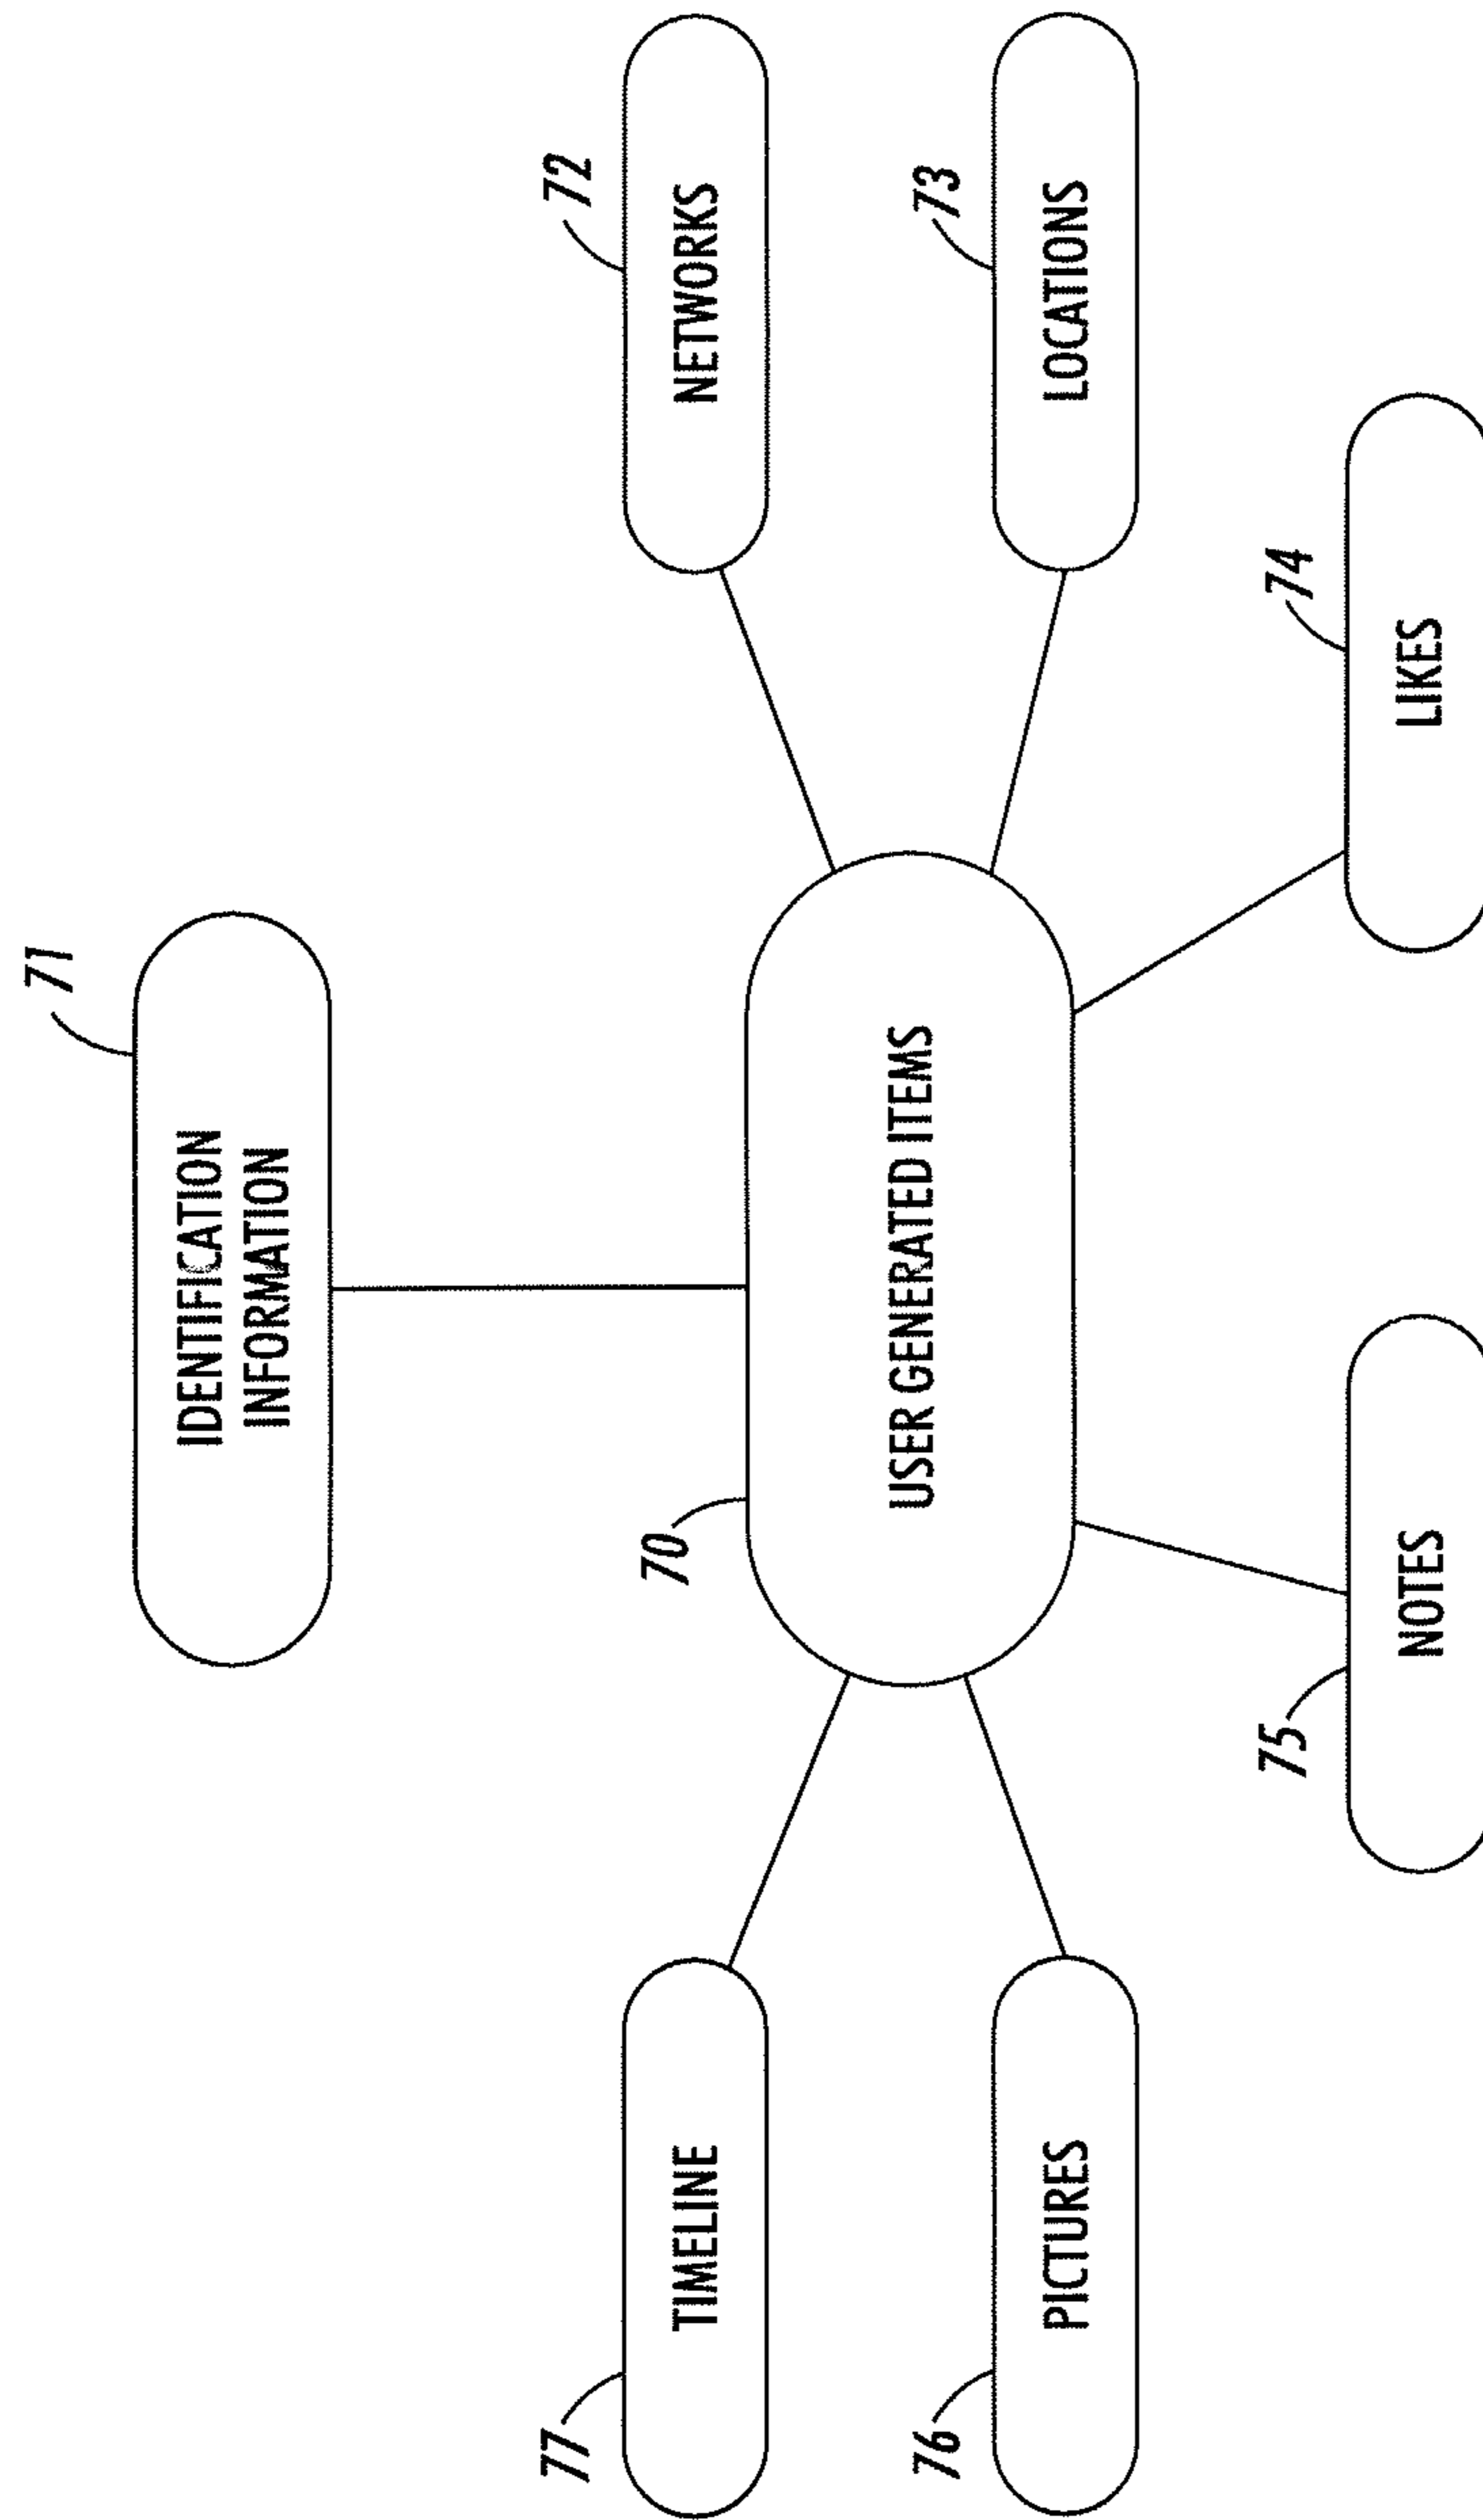 71
IDENTIFICATION
INFORMATION
77
TIMELINE
70
USER GENERATED ITEMS
72
NETWORKS
76
PICTURES
73
LOCATIONS
75
NOTES
74
LIKES